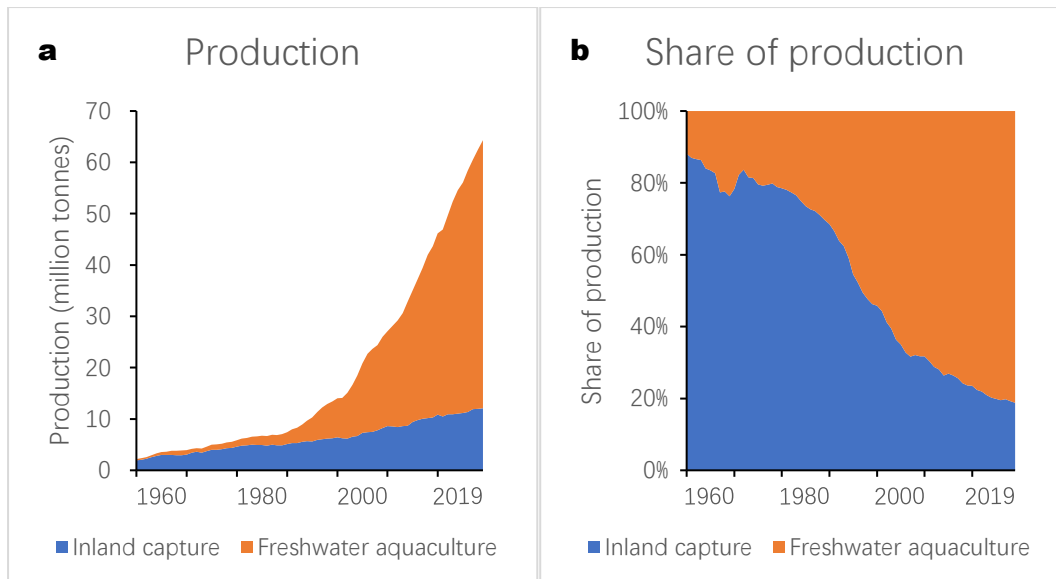 a Production
Production (million tonnes)
70
60
50
40
30
20
10
0
1960 1980 2000 2019
Inland capture Freshwater aquaculture
b Share of production
Share of production
100%
80%
60%
40%
20%
0%
1960 1980 2000 2019
Inland capture Freshwater aquaculture